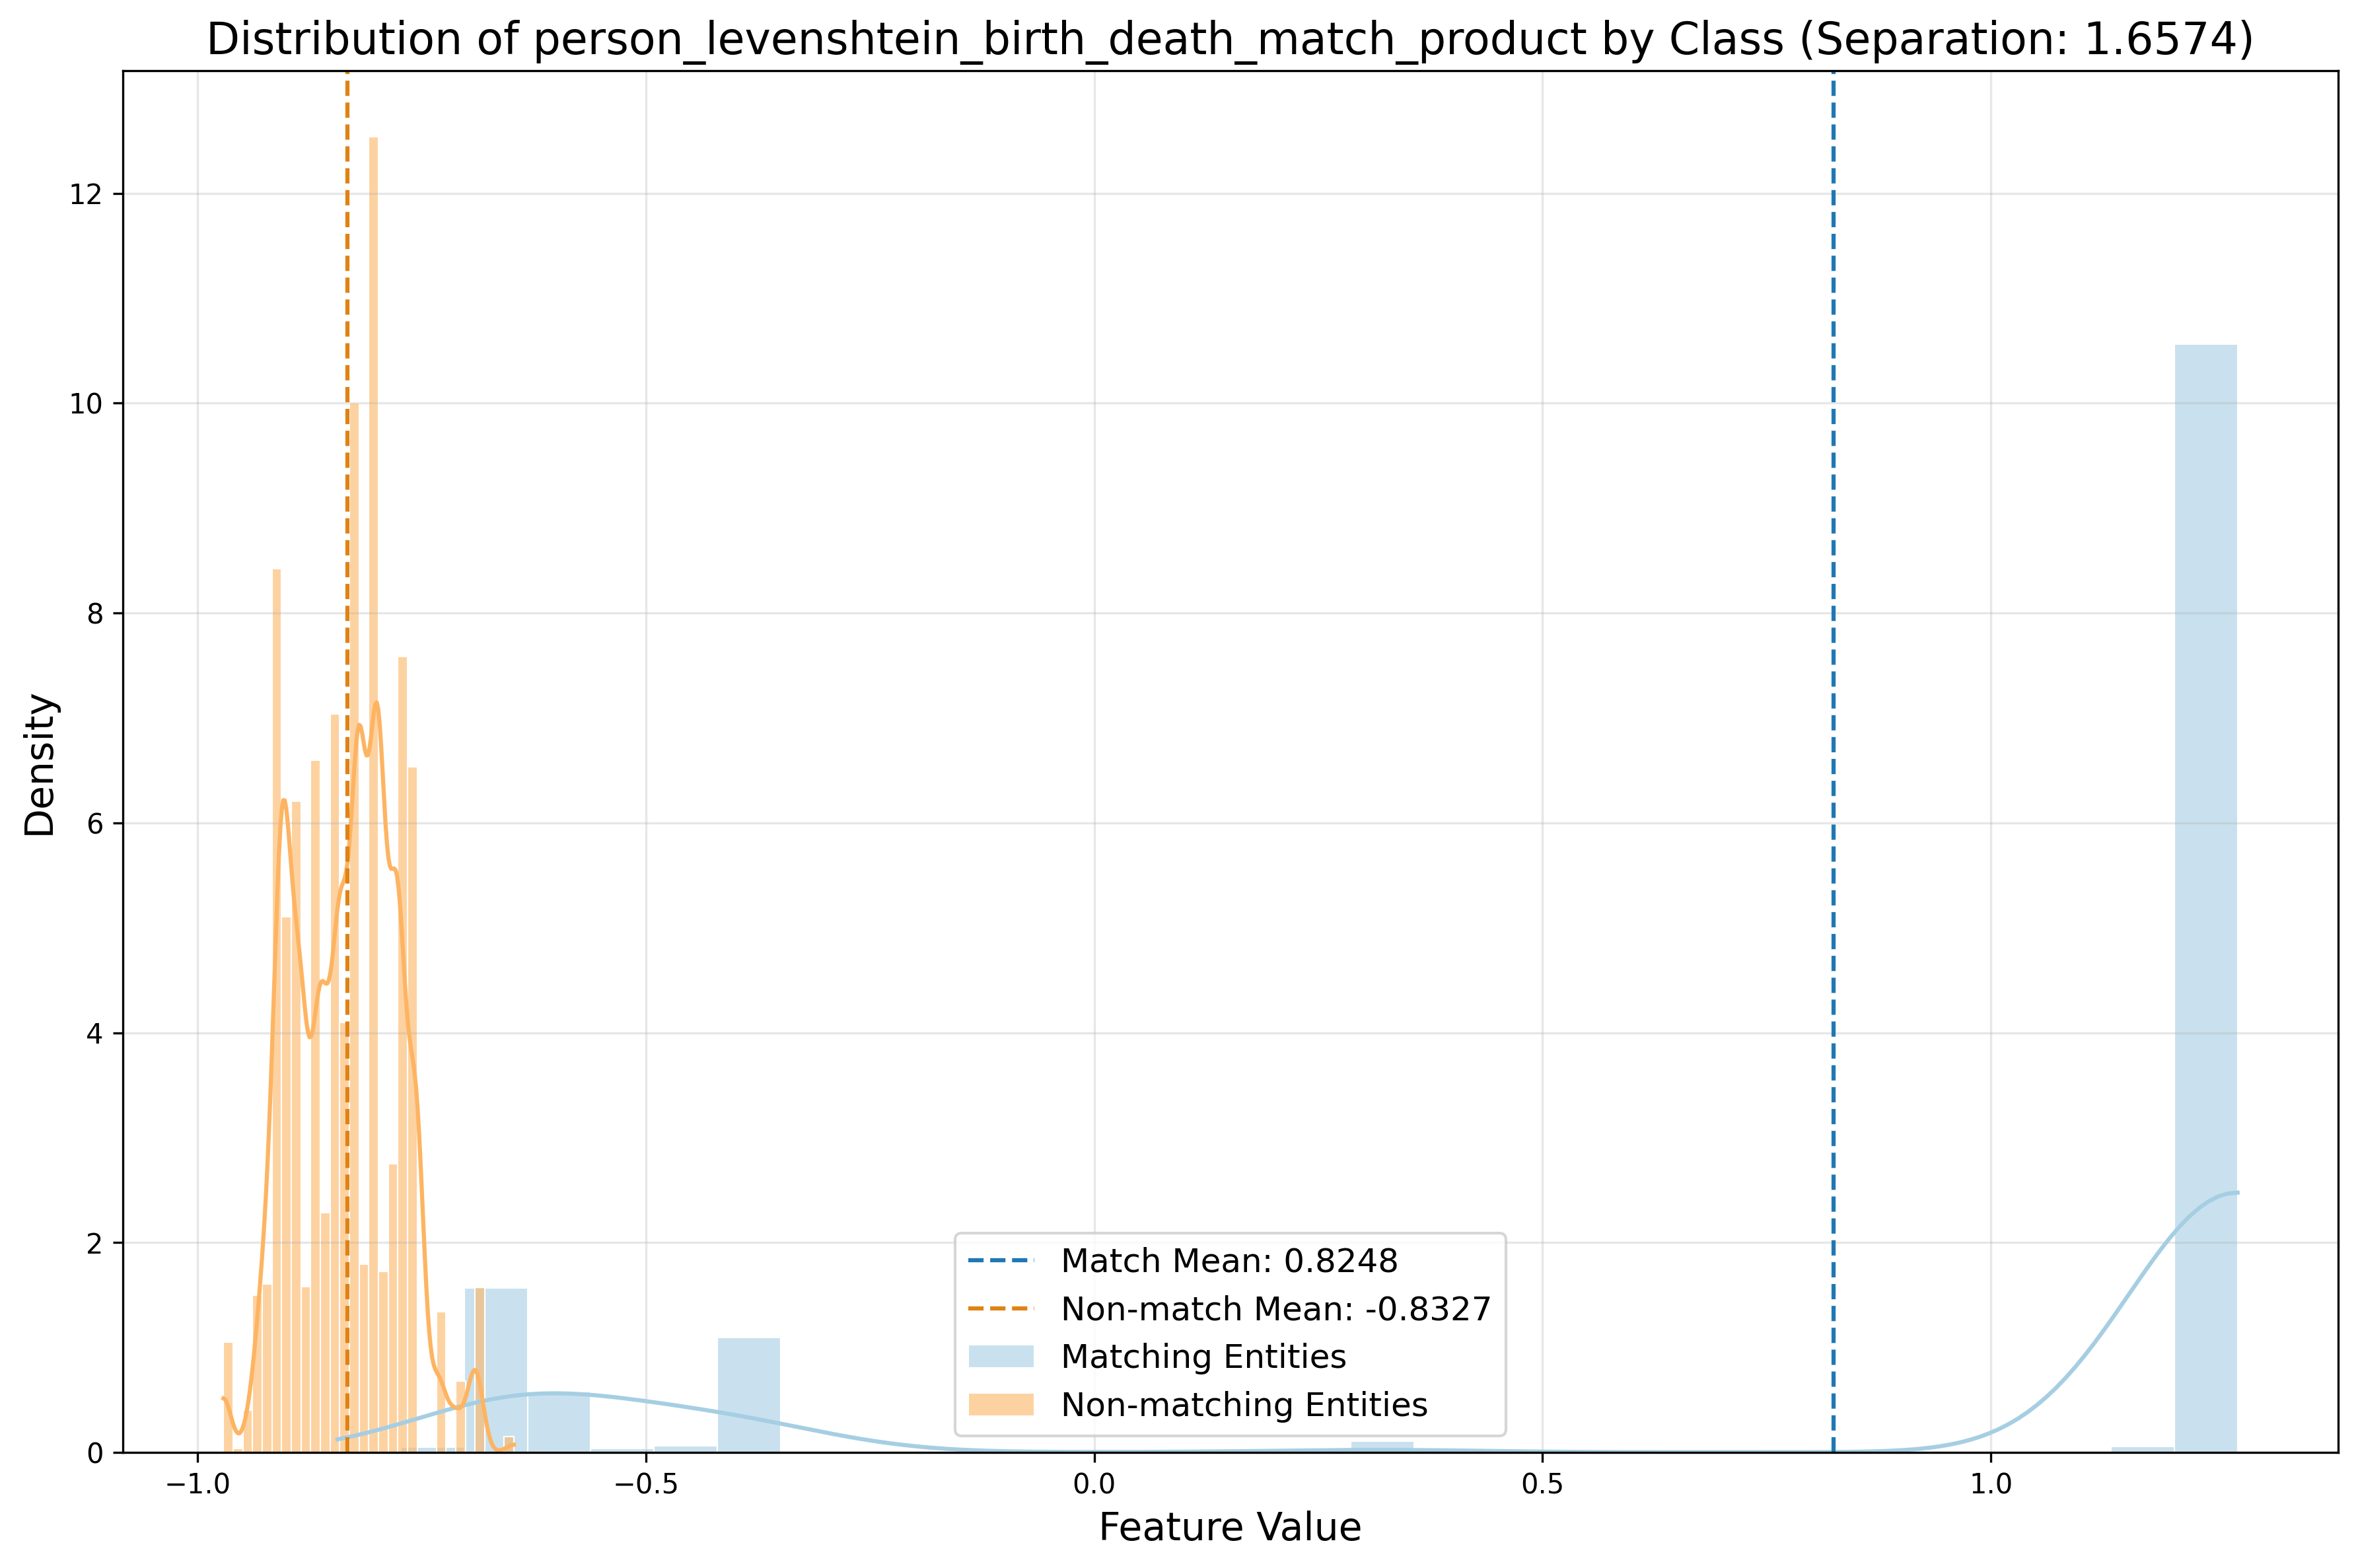 Distribution of person_levenshtein_birth_death_match_product by Class (Separation: 1.6574)
Density
12
10
8
6
4
2
0
Match Mean: 0.8248
Non-match Mean: -0.8327
Matching Entities
Non-matching Entities
−1.0
−0.5
0.0
0.5
1.0
Feature Value